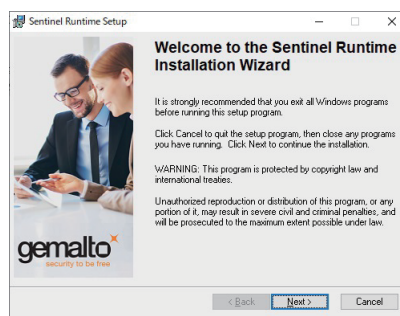 Sentinel Runtime Setup
Welcome to the Sentinel Runtime
Installation Wizard
It is strongly recommended that you exit all Windows programs
before running this setup program.
Click Cancel to quit the setup program, then close any programs
you have running. Click Next to continue the installation.
WARNING: This program is protected by copyright law and
international treaties.
Unauthorized reproduction or distribution of this program, or any
portion of it, may result in severe civil and criminal penalties, and
will be prosecuted to the maximum extent possible under law.
gemalto
security to be free
< Back
Next >
Cancel